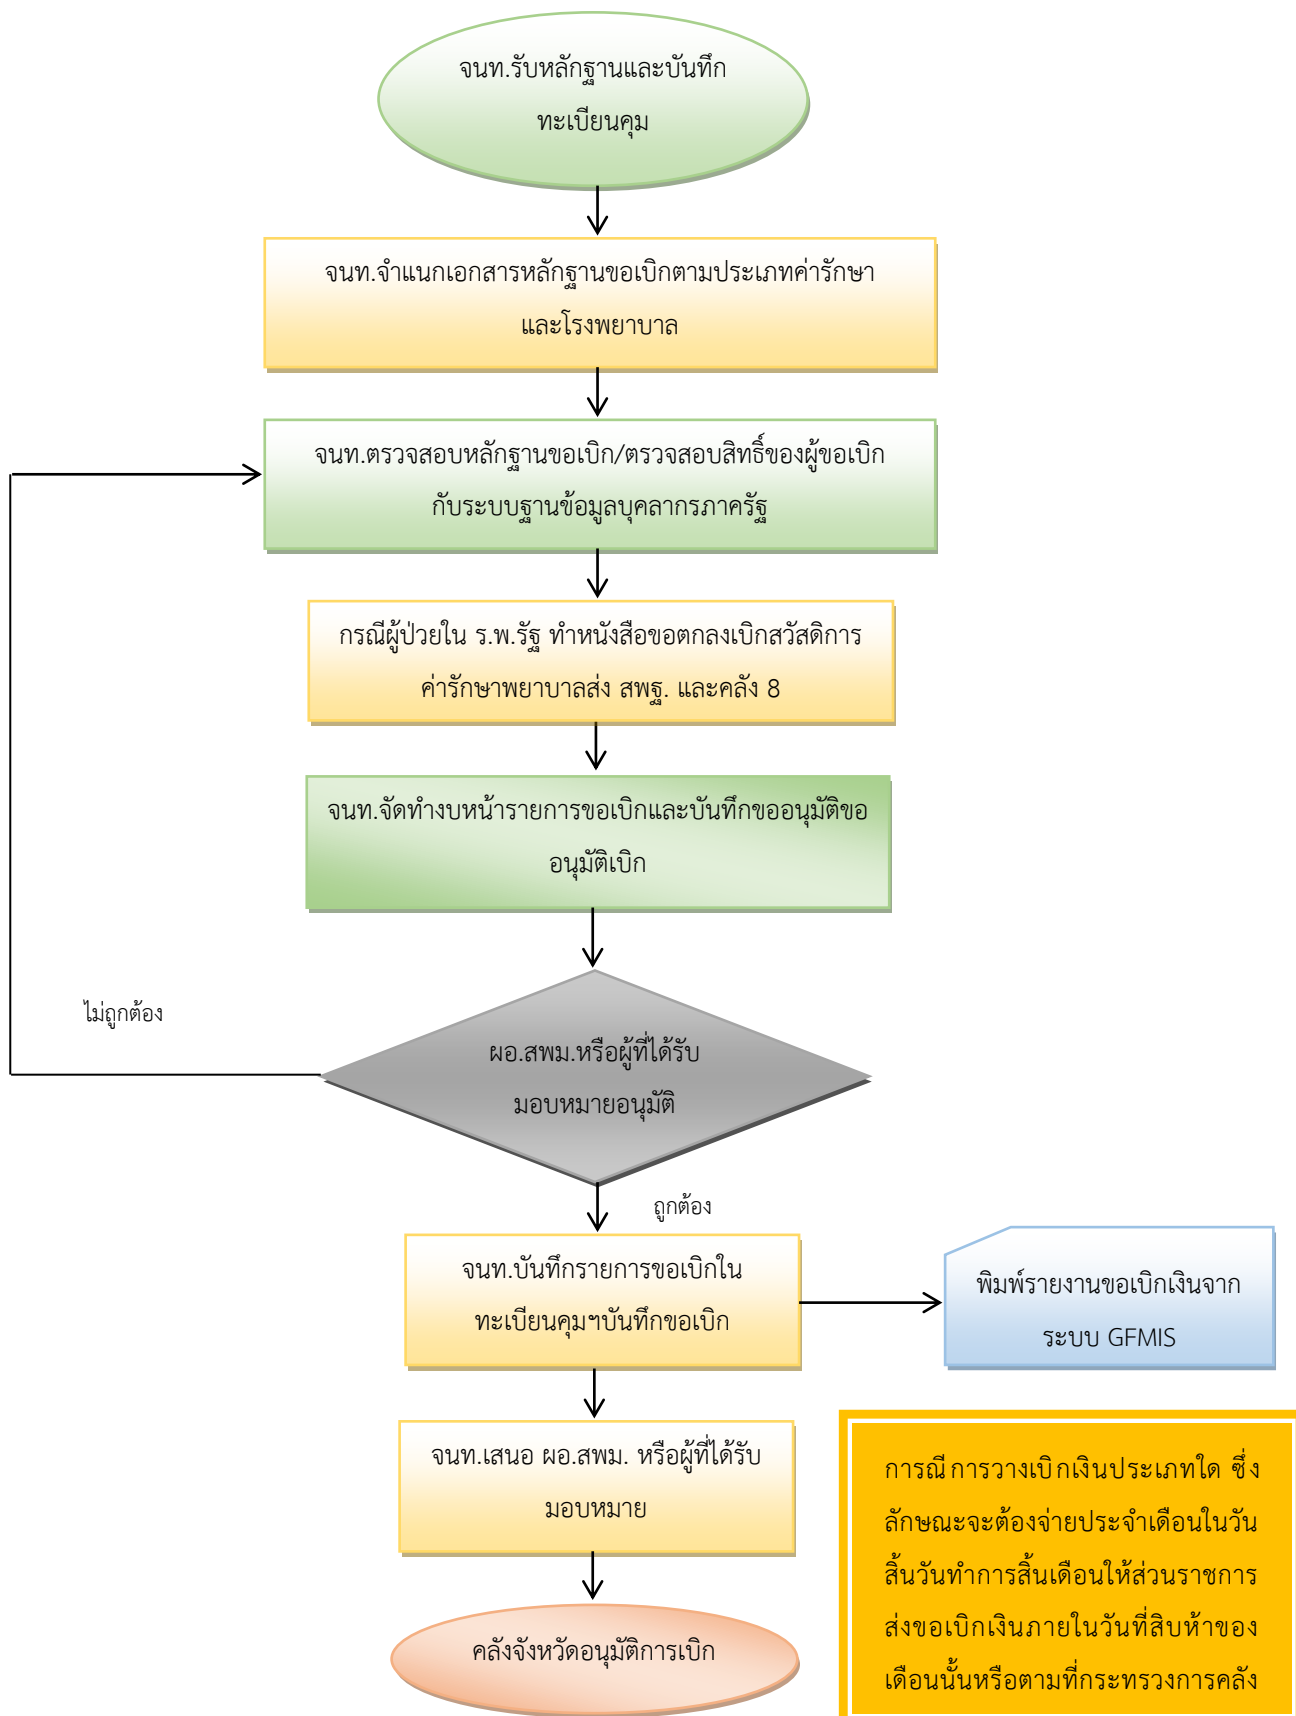 จนท.รับหลักฐานและบันทึก
ทะเบียนคุม
จนท.จำแนกเอกสารหลักฐานขอเบิกตามประเภทค่ารักษา
และโรงพยาบาล
จนท.ตรวจสอบหลักฐานขอเบิก/ตรวจสอบสิทธิ์ของผู้ขอเบิก
กับระบบฐานข้อมูลบุคลากรภาครัฐ
กรณีผู้ป่วยใน ร.พ.รัฐ ทำหนังสือขอตกลงเบิกสวัสดิการ
ค่ารักษาพยาบาลส่ง สพฐ. และคลัง 8
จนท.จัดทำงบหน้ารายการขอเบิกและบันทึกขออนุมัติขอ
อนุมัติเบิก
ไม่ถูกต้อง
ผอ.สพม.หรือผู้ที่ได้รับ
มอบหมายอนุมัติ
ถูกต้อง
จนท.บันทึกรายการขอเบิกใน
ทะเบียนคุมฯบันทึกขอเบิก
พิมพ์รายงานขอเบิกเงินจาก
ระบบ GFMIS
จนท.เสนอ ผอ.สพม. หรือผู้ที่ได้รับ
มอบหมาย
คลังจังหวัดอนุมัติการเบิก
การณี การวางเบิกเงินประเภทใด ซึ่ง
ลักษณะจะต้องจ่ายประจำเดือนในวัน
สิ้นวันทำการสิ้นเดือนให้ส่วนราชการ
ส่งขอเบิกเงินภายในวันที่สิบห้าของ
เดือนนั้นหรือตามที่กระทรวงการคลัง